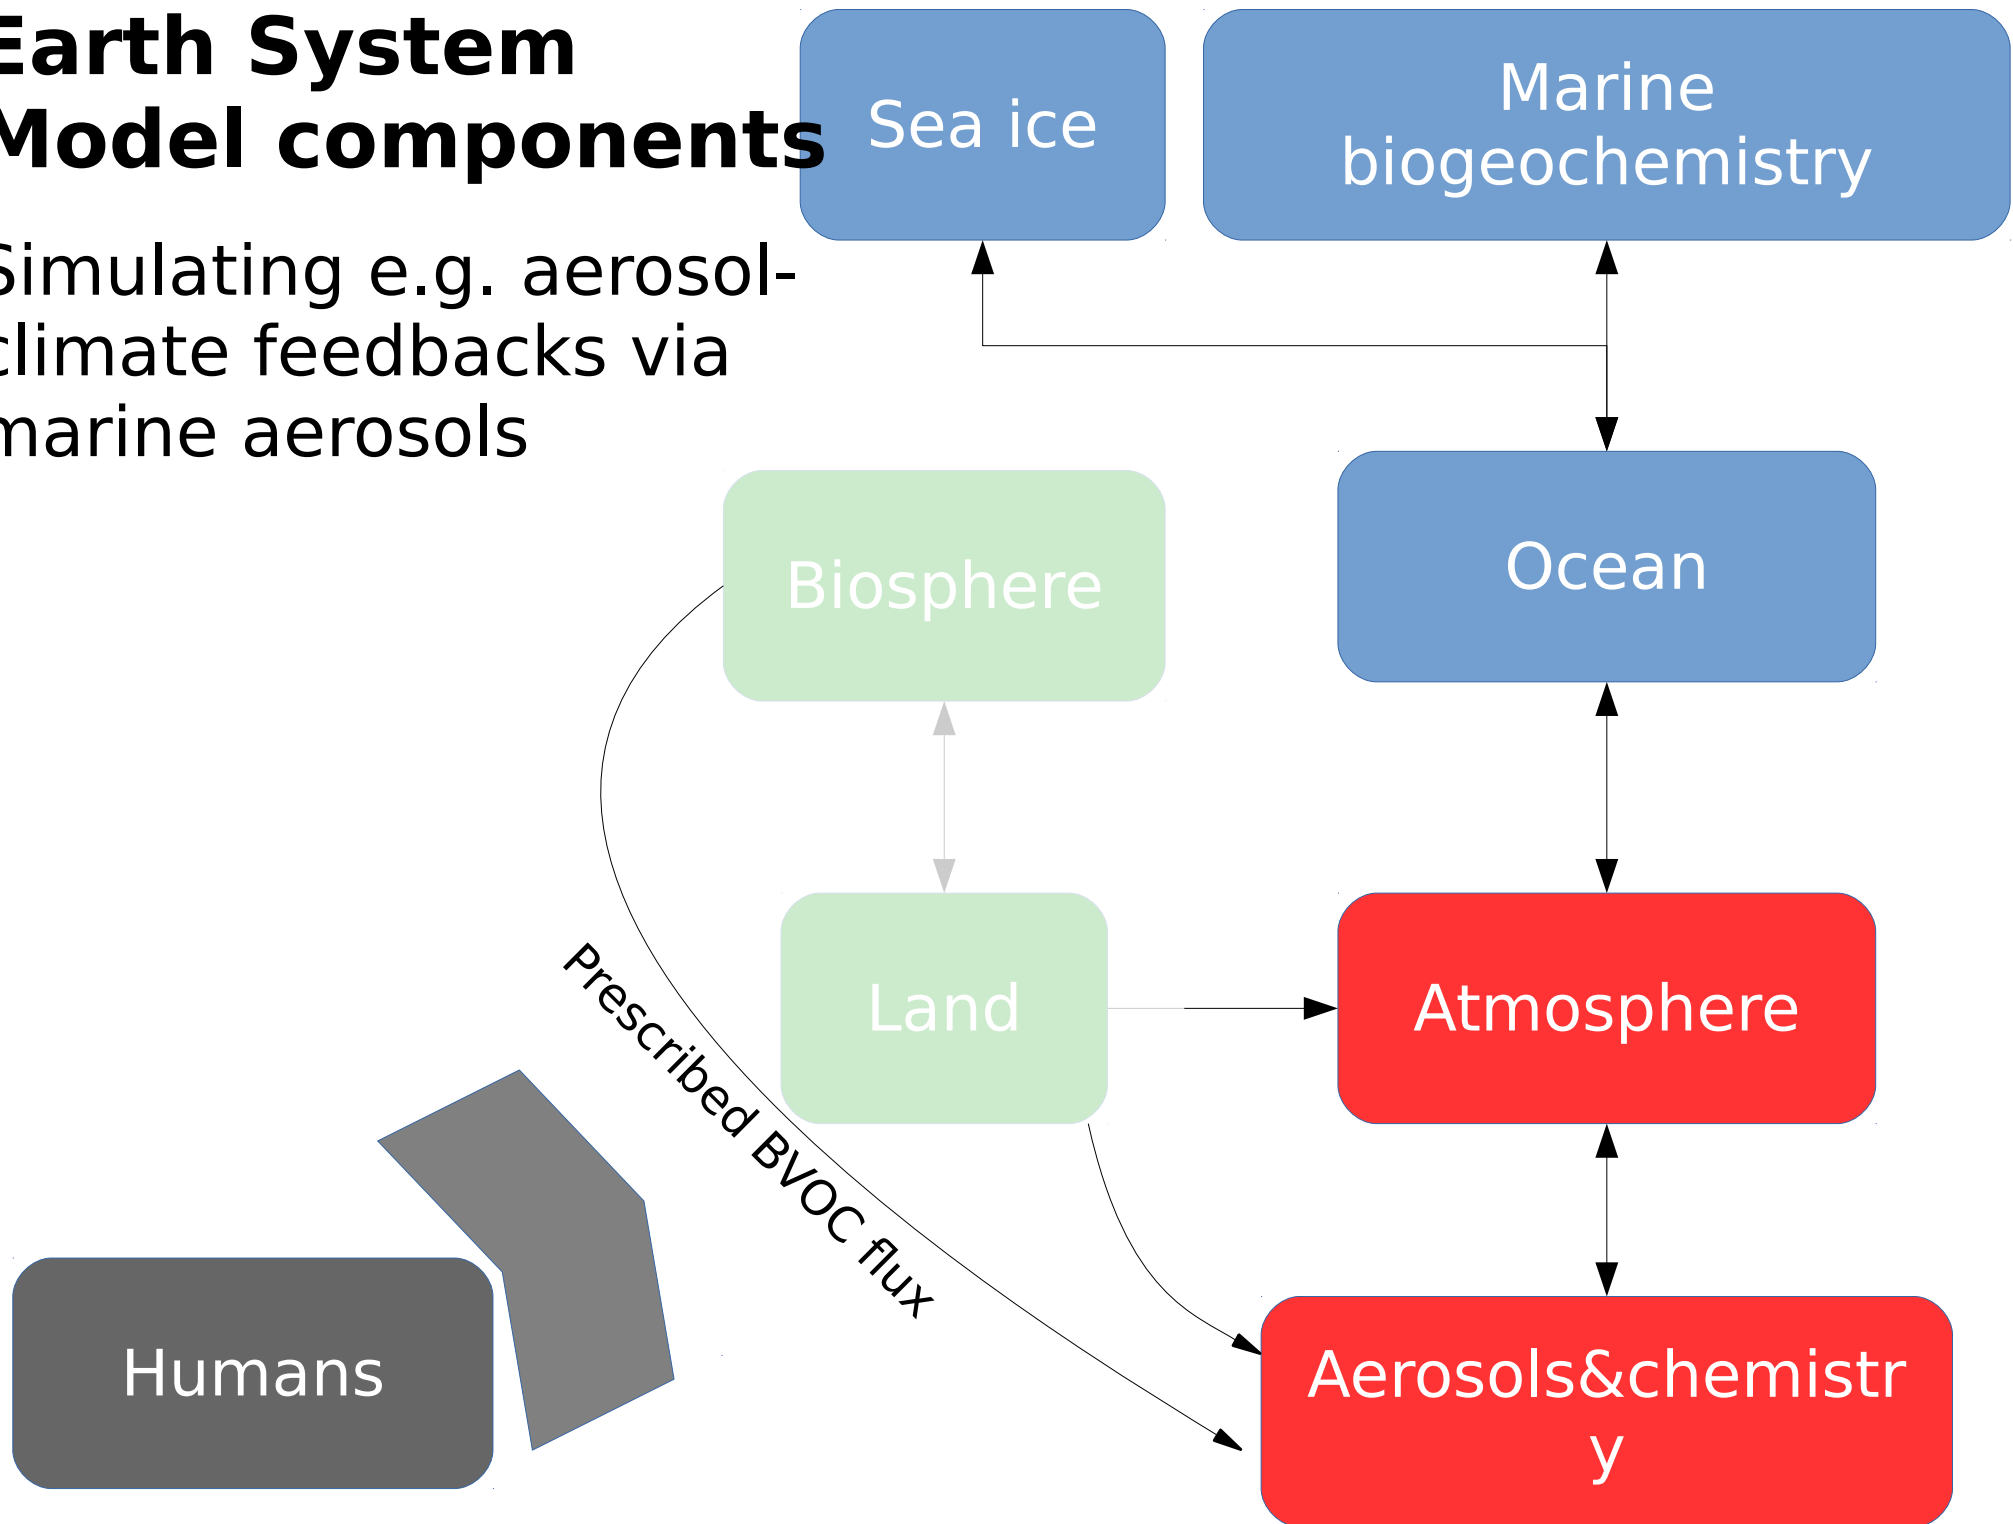 Earth System
Model components
Simulating e.g. aerosol-
climate feedbacks via
marine aerosols
Sea ice
Marine
biogeochemistry
Biosphere
Ocean
Land
Atmosphere
Prescribed BVOC flux
Humans
Aerosols&chemistr
y